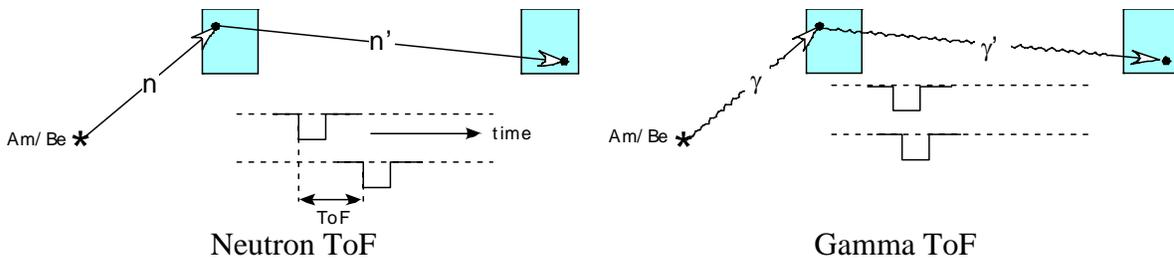 n
n'
Am/ Be *
time
ToF
Neutron ToF
γ
γ'
Am/ Be *
Gamma ToF